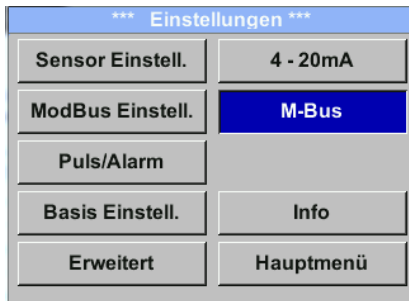 *** Einstellungen ***
Sensor Einstell.
4 - 20mA
ModBus Einstell.
M-Bus
Puls/Alarm
Basis Einstell.
Info
Erweitert
Hauptmenü